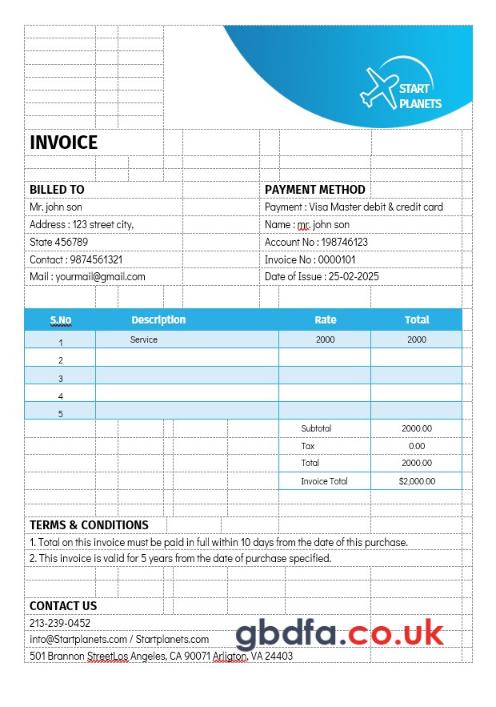 START
PLANETS
INVOICE
BILLED TO
PAYMENT METHOD
Mr. john son
Payment : Visa Master debit & credit card
Address : 123 street city,
Name : mr. john son
State 456789
Account No : 198746123
Contact : 9874561321
Invoice No : 0000101
Mail : yourmail@gmail.com
Date of Issue : 25-02-2025
S.No Description Rate Total
1 Service 2000 2000
2
3
4
5
Subtotal 2000.00
Tax 0.00
Total 2000.00
Invoice Total $2,000.00
TERMS & CONDITIONS
1. Total on this invoice must be paid in full within 10 days from the date of this purchase.
2. This invoice is valid for 5 years from the date of purchase specified.
CONTACT US
213-239-0452
into@Startplanets.com / Startplanets.com
gbdfa.co.uk
501 Brannon StreetLos Angeles, CA 90071 Arligton, VA 24403